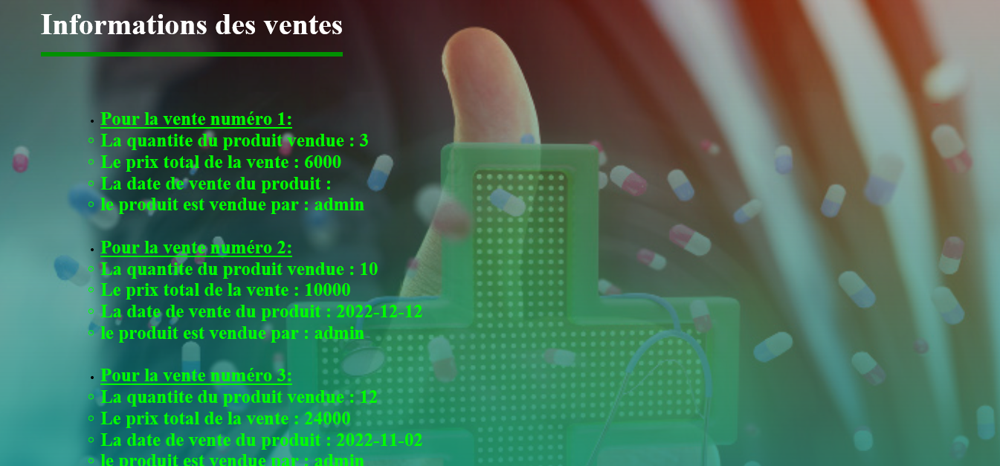 Informations des ventes
Pour la vente numéro 1:
La quantite du produit vendue : 3
Le prix total de la vente : 6000
La date de vente du produit :
le produit est vendue par : admin
Pour la vente numéro 2:
La quantite du produit vendue : 10
Le prix total de la vente : 10000
La date de vente du produit : 2022-12-12
le produit est vendue par : admin
Pour la vente numéro 3:
La quantite du produit vendue : 12
Le prix total de la vente : 24000
La date de vente du produit : 2022-11-02
le produit est vendue par : admin